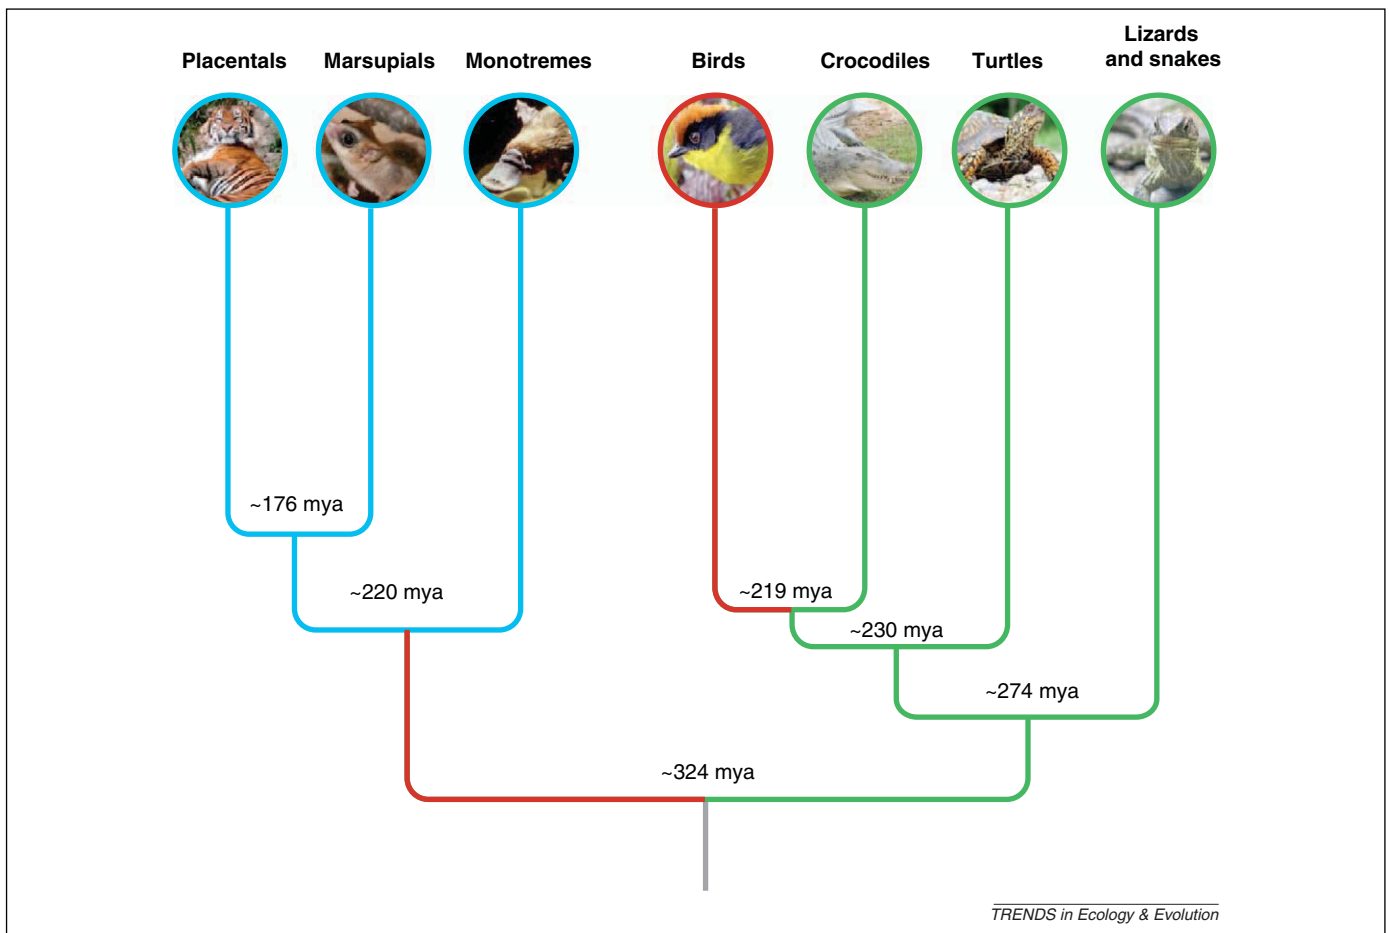 Placentals
Marsupials
Monotremes
Birds
Crocodiles
Turtles
Lizards
and snakes
~176 mya
~220 mya
~219 mya
~230 mya
~274 mya
~324 mya
TRENDS in Ecology & Evolution